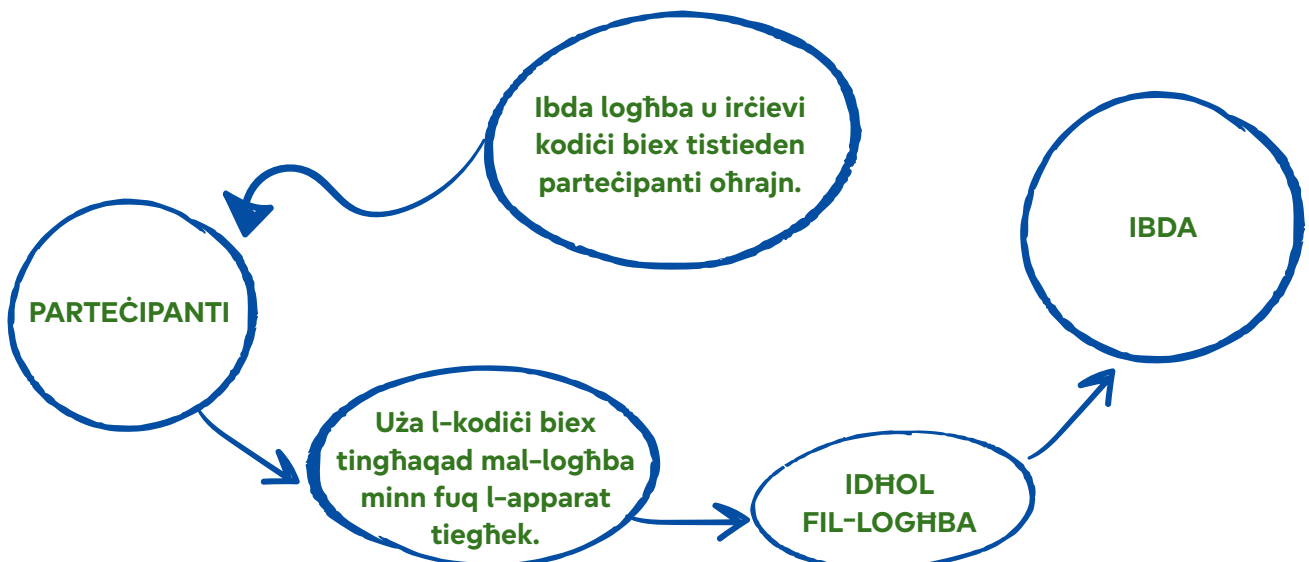 Ibda logħba u irċievi
kodiċi biex tistieden
parteċipanti oħrajn.
PARTEĊIPANTI
Uża l-kodiċi biex
tingħaqad mal-logħba
minn fuq l-apparat
tiegħek.
IDĦOL
FIL-LOGĦBA
IBDA